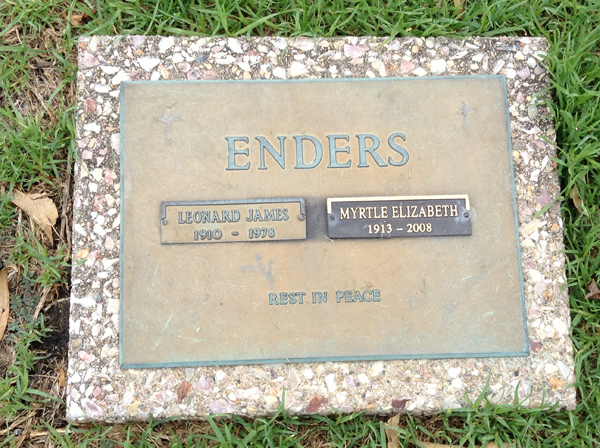 ENDERS
LEONARD JAMES
1910 - 1978
MYRTLE ELIZABETH
1913 - 2008
REST IN PEACE